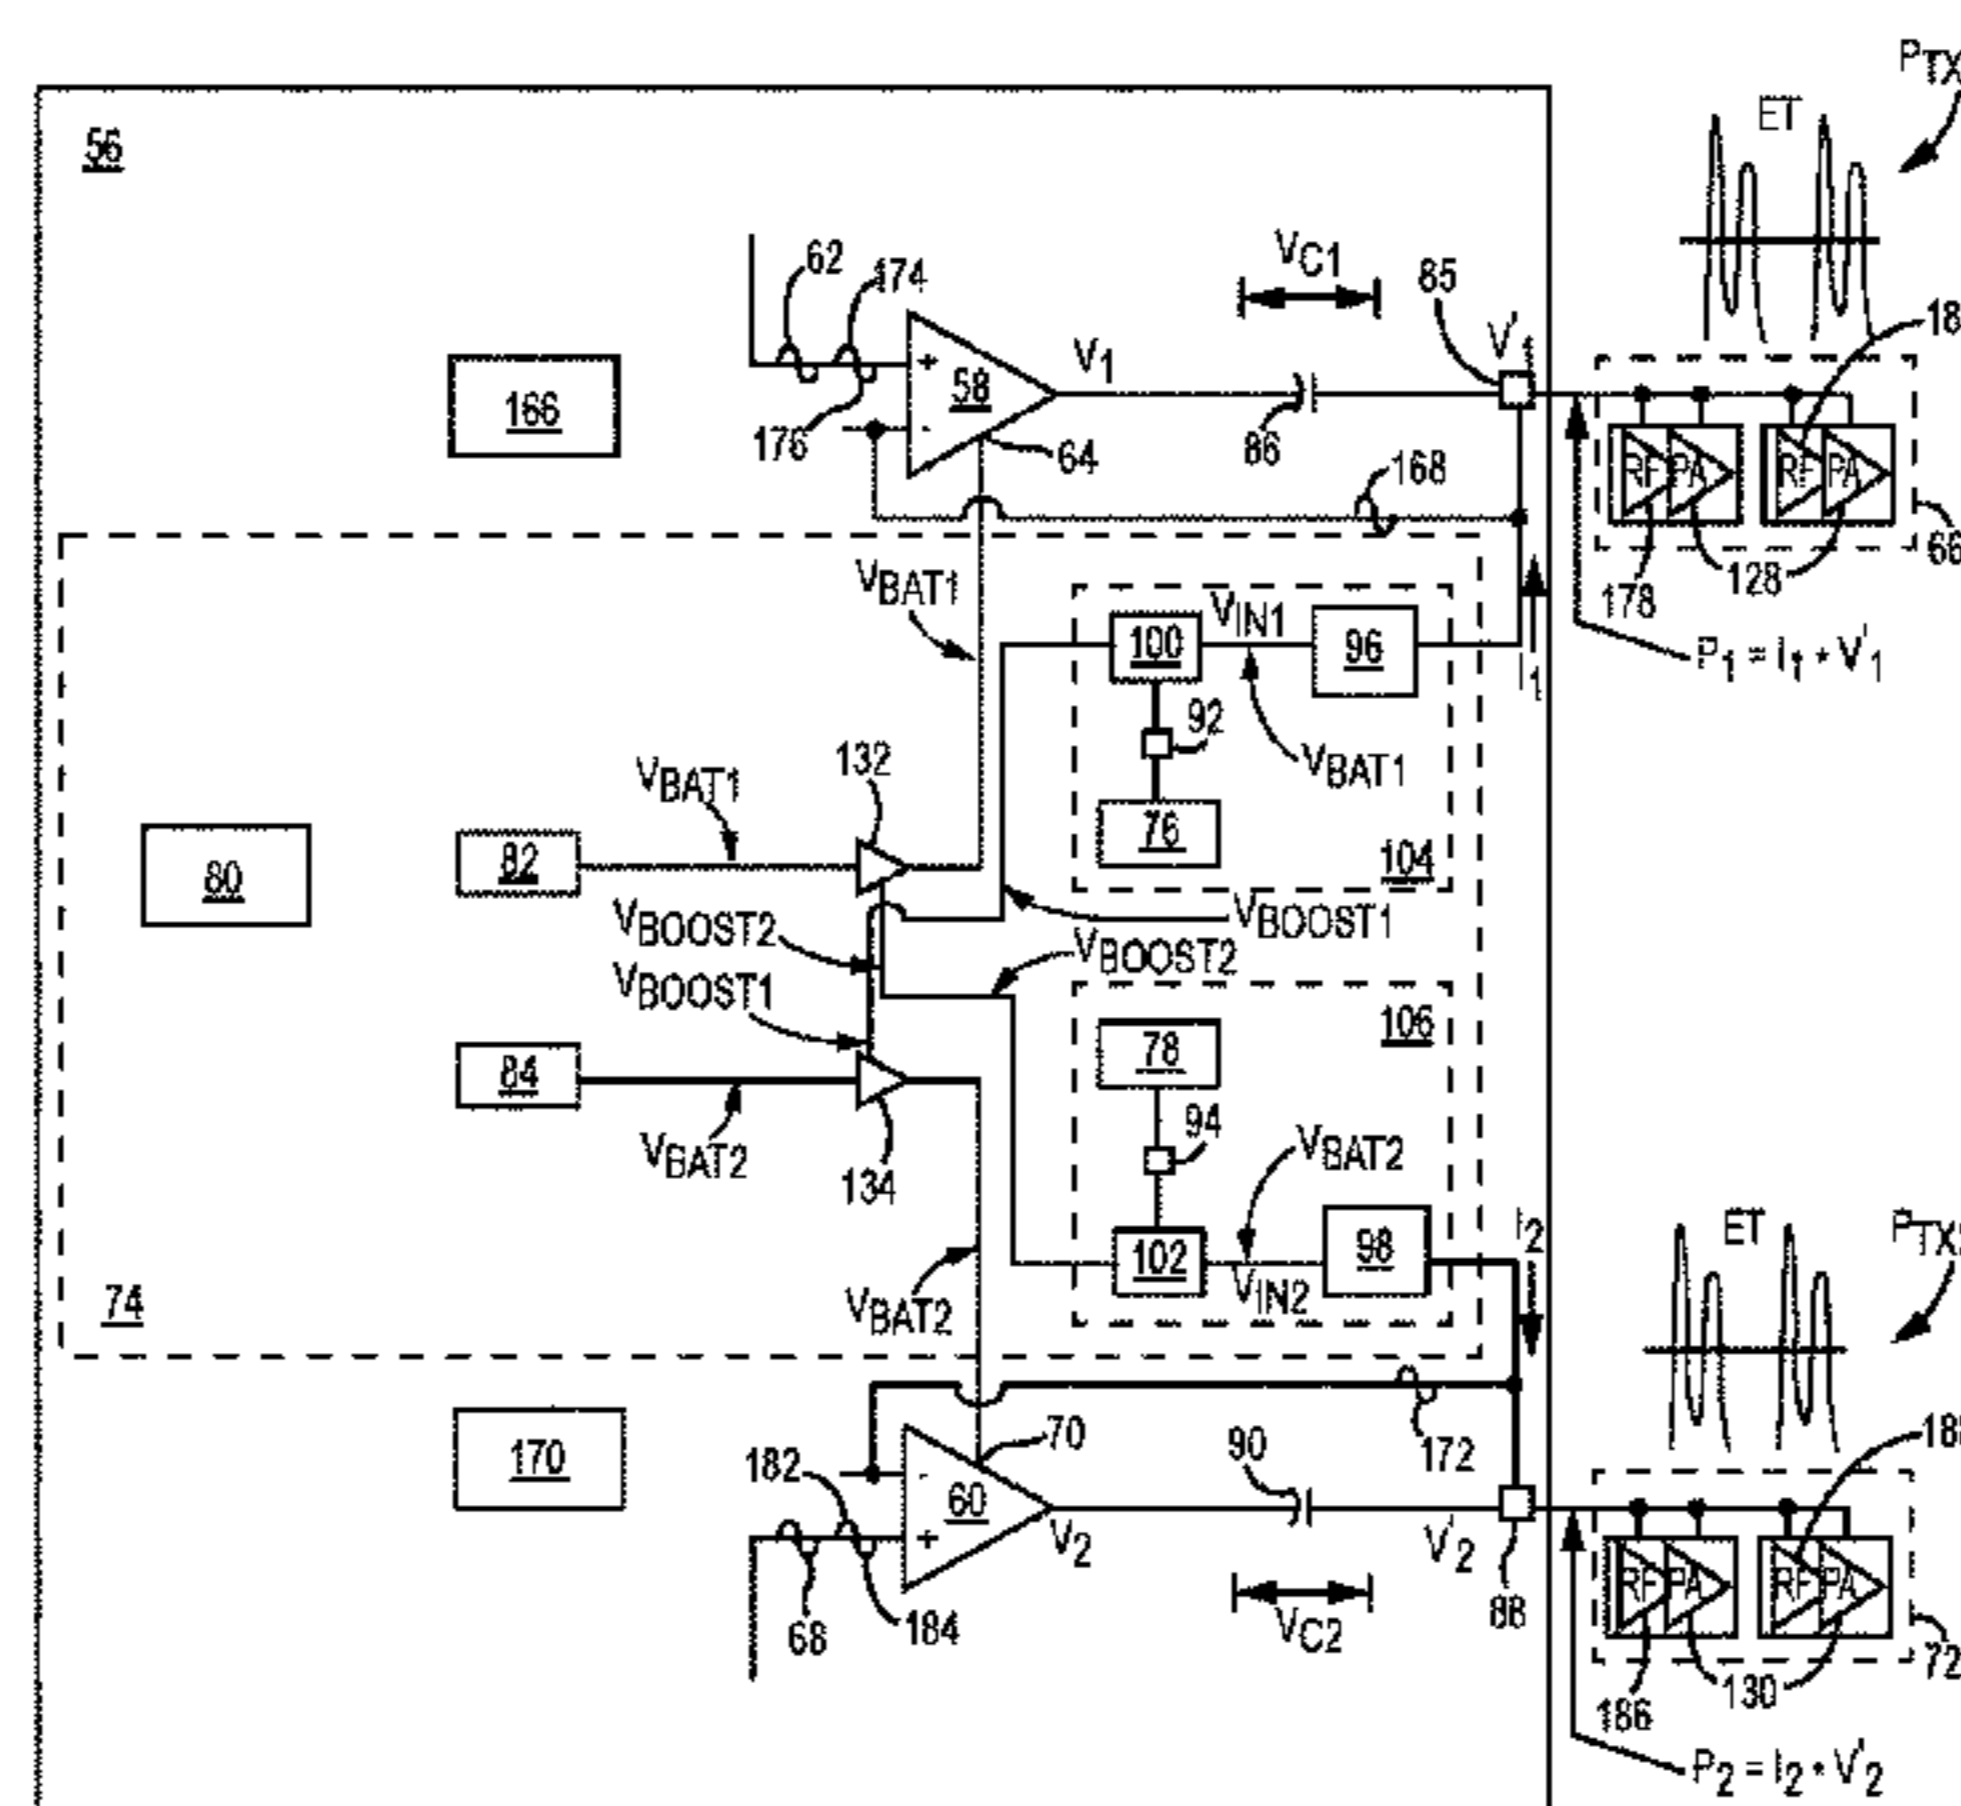 PTX
ET
56
62
174
VC1
85
V'1
18
V1
+
58
-
166
176
64
86
168
RF PA
RF PA
66
178
128
VBAT1
VIN1
100
96
I1
P1 = I1 • V'1
92
VBAT1
132
VBAT1
76
104
80
82
VBOOST2
VBOOST1
VBOOST2
VBOOST1
106
78
84
94
VBAT2
VBAT2
134
I2
ET
PTX
102
98
VIN2
74
VBAT2
170
182
-
60
+
70
90
172
18
V2
V'2
88
RF PA
RF PA
68
184
VC2
72
186
130
P2 = I2 • V'2